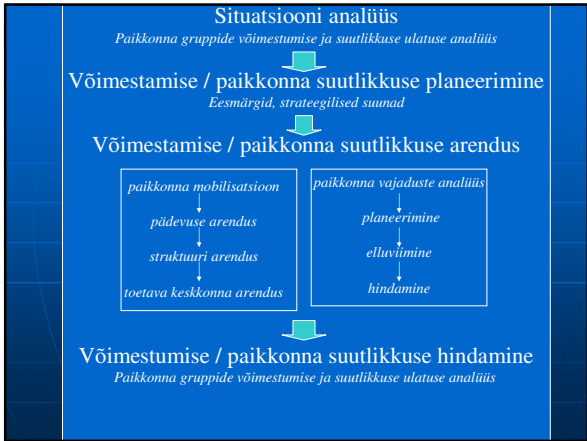 Situatsiooni analüüs
Paikkonna gruppide võimestumise ja suutlikkuse ulatuse analüüs
Võimestamise / paikkonna suutlikkuse planeerimine
Eesmärgid, strateegilised suunad
Võimestamise / paikkonna suutlikkuse arendus
paikkonna mobilisatsioon
pädevuse arendus
struktuuri arendus
toetava keskkonna arendus
paikkonna vajaduste analüüs
planeerimine
elluviimine
hindamine
Võimestumise / paikkonna suutlikkuse hindamine
Paikkonna gruppide võimestumise ja suutlikkuse ulatuse analüüs